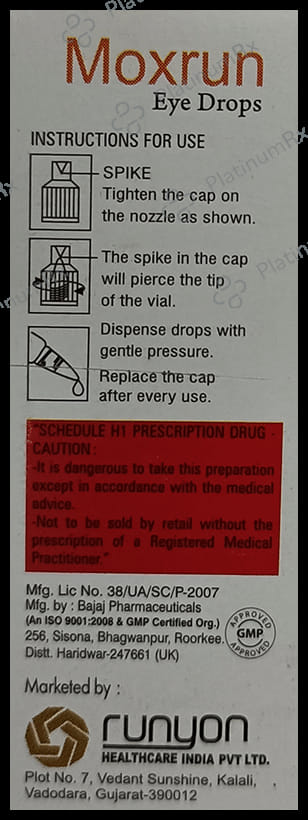 Moxrun
Eye Drops
INSTRUCTIONS FOR USE
SPIKE
Tighten the cap on
the nozzle as shown.
The spike in the cap
will pierce the tip
of the vial.
Dispense drops with
gentle pressure.
Replace the cap
after every use.
"SCHEDULE H1 PRESCRIPTION DRUG -
CAUTION :
-It is dangerous to take this preparation
except in accordance with the medical
advice.
-Not to be sold by retail without the
prescription of a Registered Medical
Practitioner."
Mfg. Lic No. 38/UA/SC/P-2007
Mfg. by : Bajaj Pharmaceuticals
(An ISO 9001:2008 & GMP Certified Org.)
256, Sisona, Bhagwanpur, Roorkee.
Distt. Haridwar-247661 (UK)
APPROVED
GMP
APPROVED
Marketed by :
runyon
HEALTHCARE INDIA PVT LTD.
Plot No. 7, Vedant Sunshine, Kalali,
Vadodara, Gujarat-390012
PlatinumRx